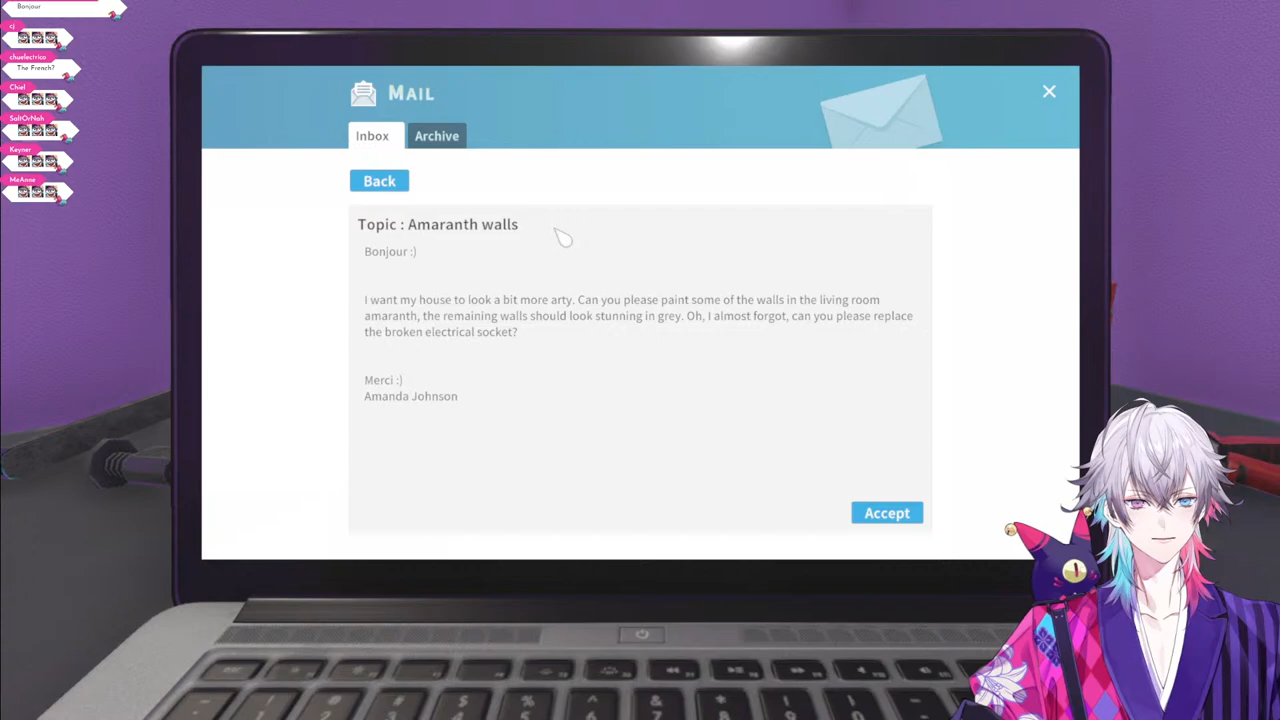 Bonjour
cj
chuelectrico
The French?
Chiel
SaltOrNah
Keyner
MeAnne
MAIL
Inbox
Archive
Back
Topic : Amaranth walls
Bonjour :)
I want my house to look a bit more arty. Can you please paint some of the walls in the living room
amaranth, the remaining walls should look stunning in grey. Oh, I almost forgot, can you please replace
the broken electrical socket?
Merci :)
Amanda Johnson
Accept